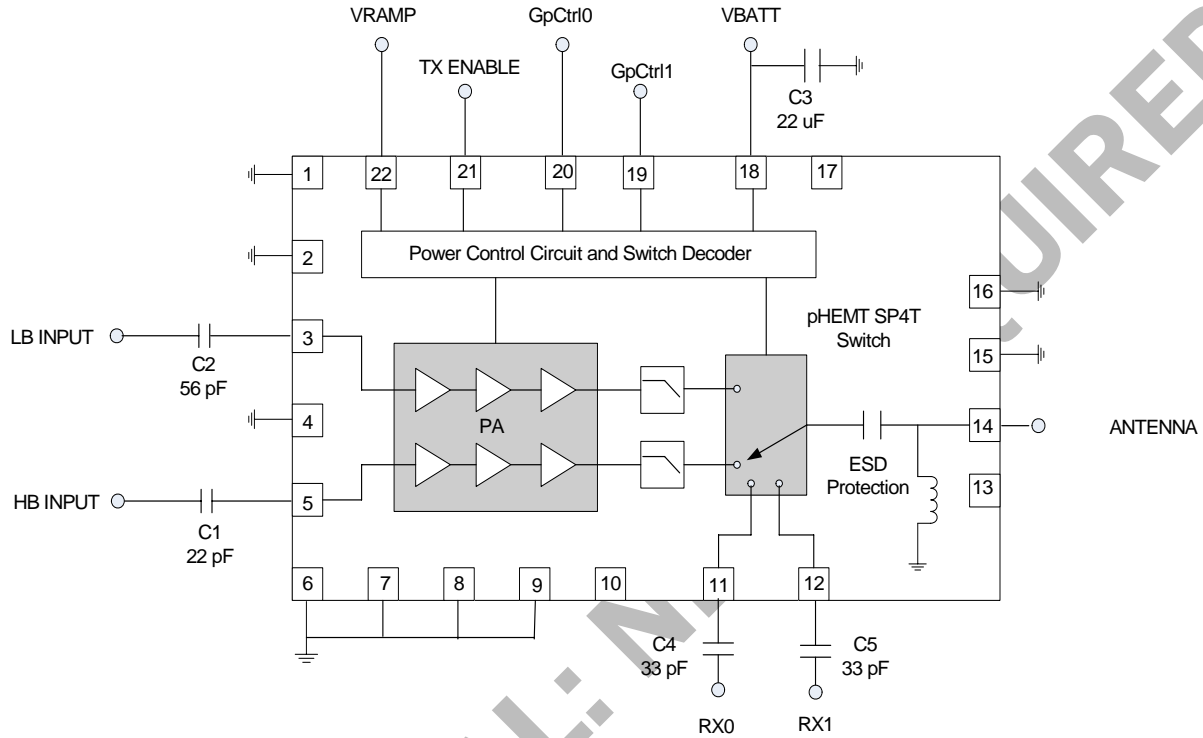 VRAMP
GpCtrl0
VBATT
TX ENABLE
GpCtrl1
C3
22 uF
1
22
21
20
19
18
17
2
Power Control Circuit and Switch Decoder
16
pHEMT SP4T
Switch
LB INPUT
3
15
C2
56 pF
4
PA
14
ANTENNA
ESD
Protection
13
HB INPUT
5
C1
22 pF
6
7
8
9
10
11
12
C4
33 pF
C5
33 pF
RX0
RX1